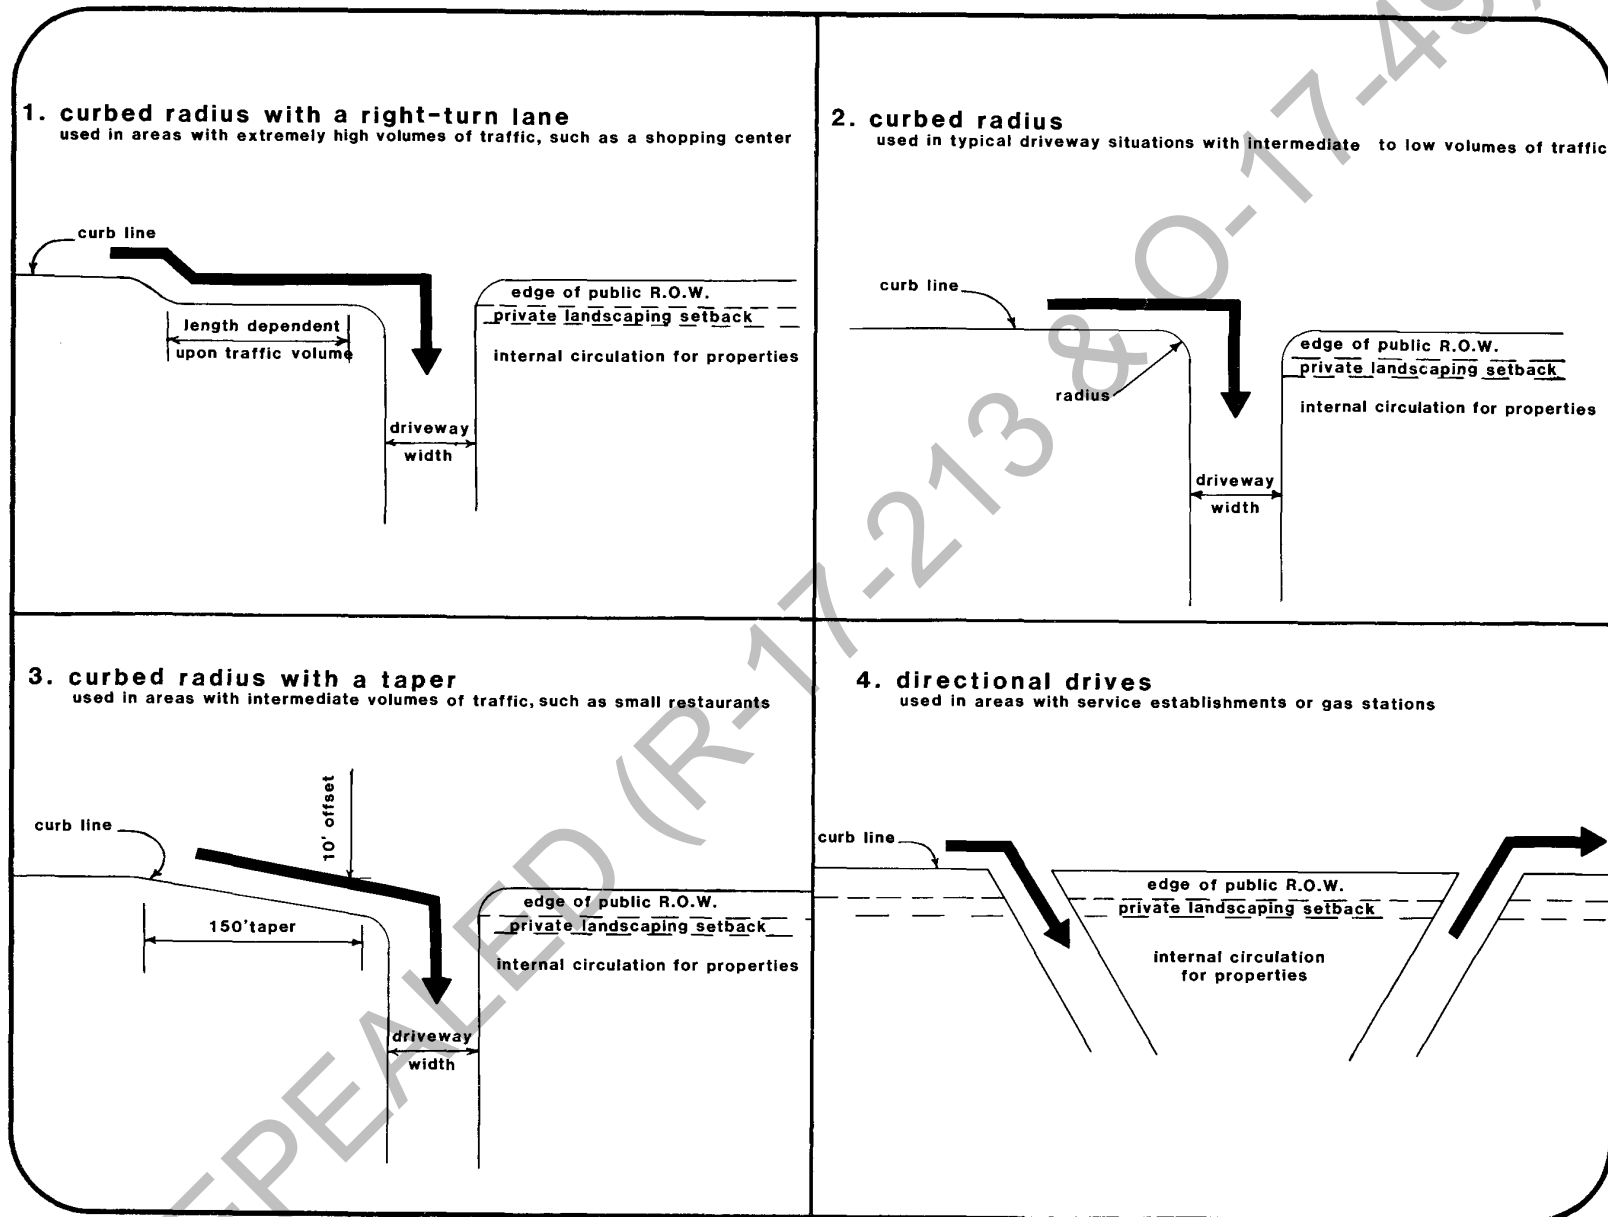 1. curbed radius with a right-turn lane
used in areas with extremely high volumes of traffic, such as a shopping center
curb line
edge of public R.O.W.
private landscaping setback
length dependent
upon traffic volume
internal circulation for properties
driveway
width
2. curbed radius
used in typical driveway situations with intermediate to low volumes of traffic
curb line
edge of public R.O.W.
private landscaping setback
radius
internal circulation for properties
driveway
width
3. curbed radius with a taper
used in areas with intermediate volumes of traffic, such as small restaurants
10' offset
curb line
edge of public R.O.W.
150' taper
private landscaping setback
internal circulation for properties
driveway
width
4. directional drives
used in areas with service establishments or gas stations
curb line
edge of public R.O.W.
private landscaping setback
internal circulation
for properties
EPEALED (R-17-213 & O-17-49